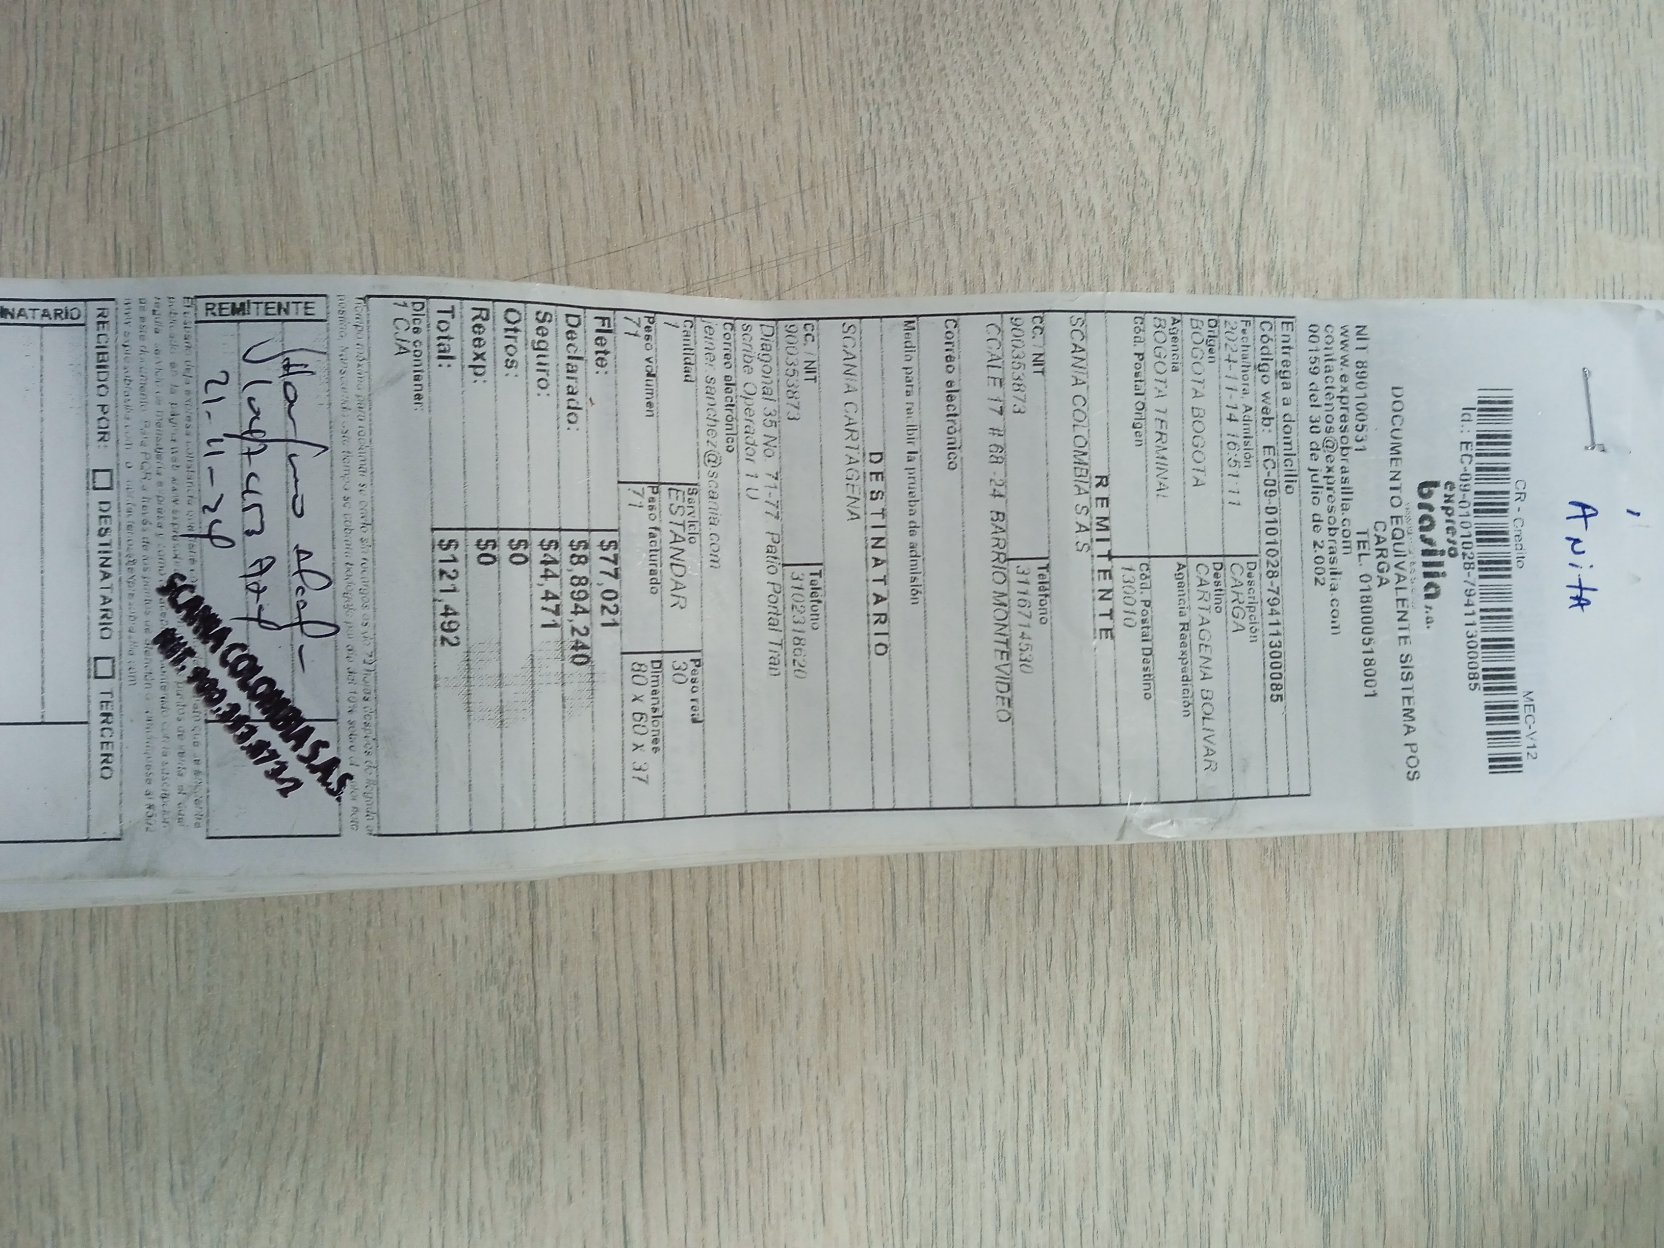 ANitA
CR - Credito MEC-V12
Id.: EC-09-0101028-79411300085
expreso
brasilia s.a.
DOCUMENTO EQUIVALENTE SISTEMA POS
CARGA
NIT 890100531 TEL. 018000518001
www.expresobrasilia.com
contactenos@expresobrasilia.com
00189 del 30 de julio de 2.002
Entrega a domicilio
Código web: EC-09-0101028-79411300085
Fecha/hora. Admisión Descripción
2024-11-14 16:51:11 CARGA
Origen Destino
BOGOTA BOGOTA CARTAGENA BOLIVAR
Agencia Agencia Reexpedición
BOGOTA TERMINAL
Cód. Postal Origen Cód. Postal Destino
130010
REMITENTE
SCANIA COLOMBIA S A S
CC. / NIT Teléfono
900353873 3116714530
CCALE 17 # 68 - 24 BARRIO MONTEVIDEO
Correo electrónico
Medio para recibir la prueba de admisión
DESTINATARIO
SCANIA CARTAGENA
CC. / NIT Teléfono
900353873 3102318620
Diagonal 35 No. 71-77 Patio Portal Tran
scribe Operador 1 U
Correo electrónico
jeiner.sanchez@scania.com
Cantidad Servicio Peso real
1 ESTANDAR 30
Peso volumen Peso facturado Dimensiones
71 71 80 x 60 x 37
Flete: $77,021
Declarado: $8,894,240
Seguro: $44,471
Otros: $0
Reexp: $0
Total: $121,492
Dice contener:
1 CJA
REMITENTE
21-11-24
SCANIA COLOMBIA S.A.S.
NIT. 900.353.873-2
RECIBIDO POR: DESTINATARIO TERCERO
NATARIO